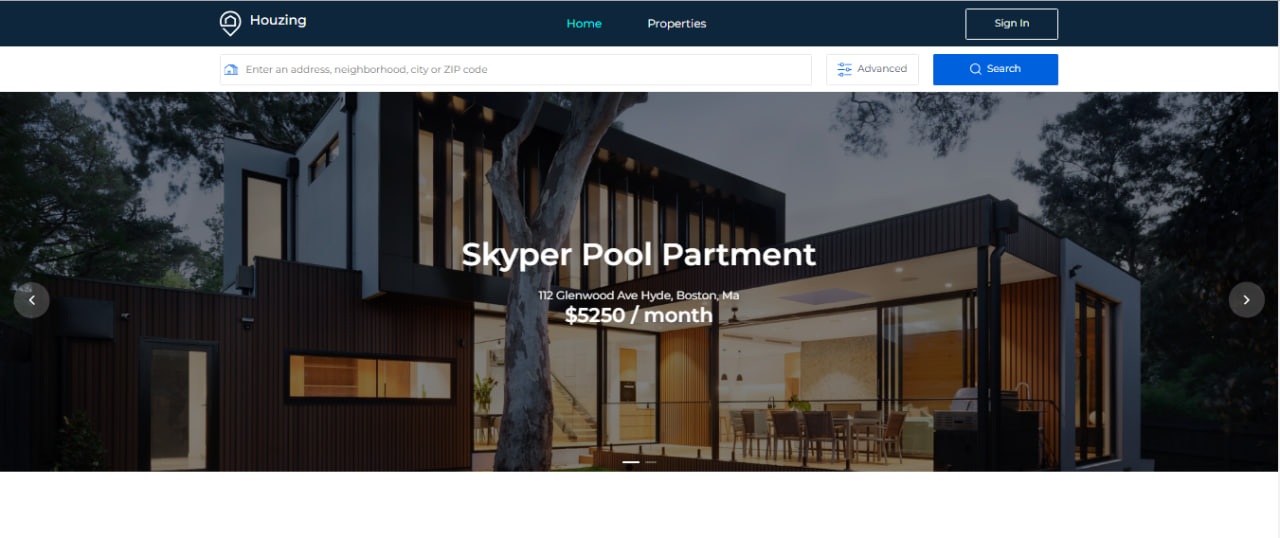 Houzing
Home
Properties
Sign In
Enter an address, neighborhood, city or ZIP code
Advanced
Search
Skyper Pool Partment
112 Glenwood Ave Hyde, Boston, Ma
$5250 / month